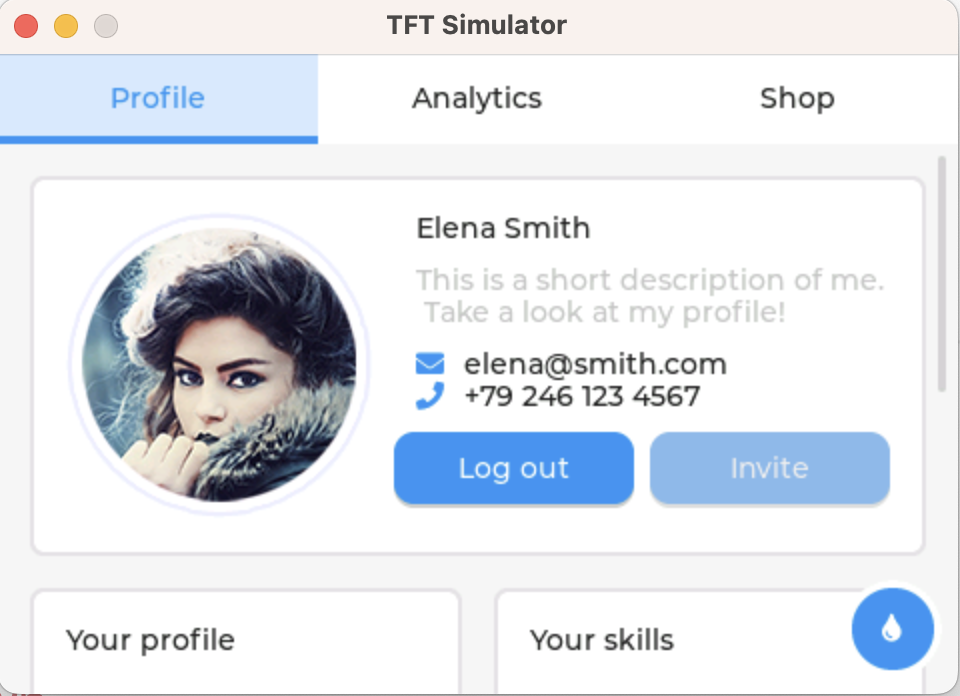 TFT Simulator
Profile
Analytics
Shop
Elena Smith
This is a short description of me.
Take a look at my profile!
elena@smith.com
+79 246 123 4567
Log out
Invite
Your profile
Your skills